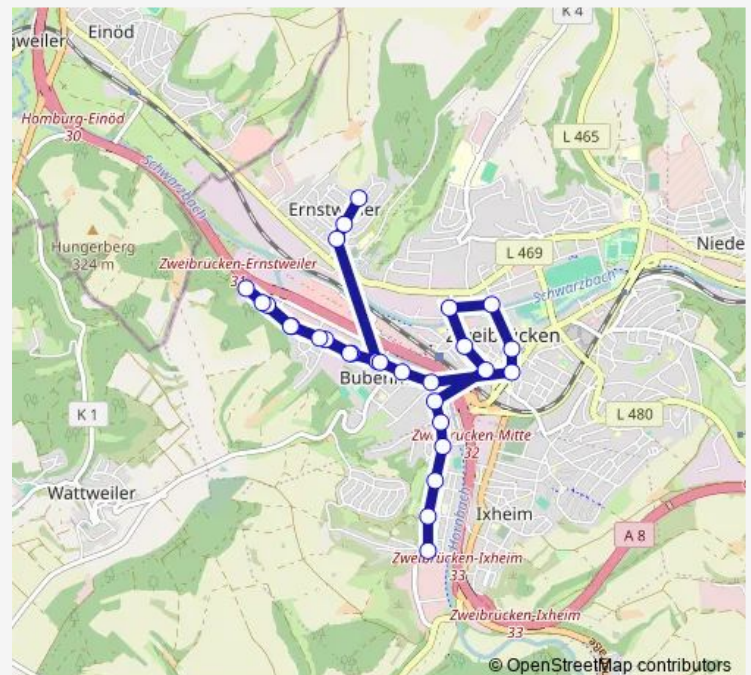 K 4
Einöd
gweiler
Homburg-Einöd
30
L 465
Schwarzbach
Ernstweiler
Hungerberg
324 m
L 469
Niede
Zweibrücken-Ernstweiler
Schwarzbach
Zweibrücken
Bubenh
K 1
L 480
Zweibrücken-Mitte
32
Wattweiler
Ixheim
Hornbach
A 8
Zweibrücken-Ixheim
33
Zweibrücken-Ixheim
33
© OpenStreetMap contributors